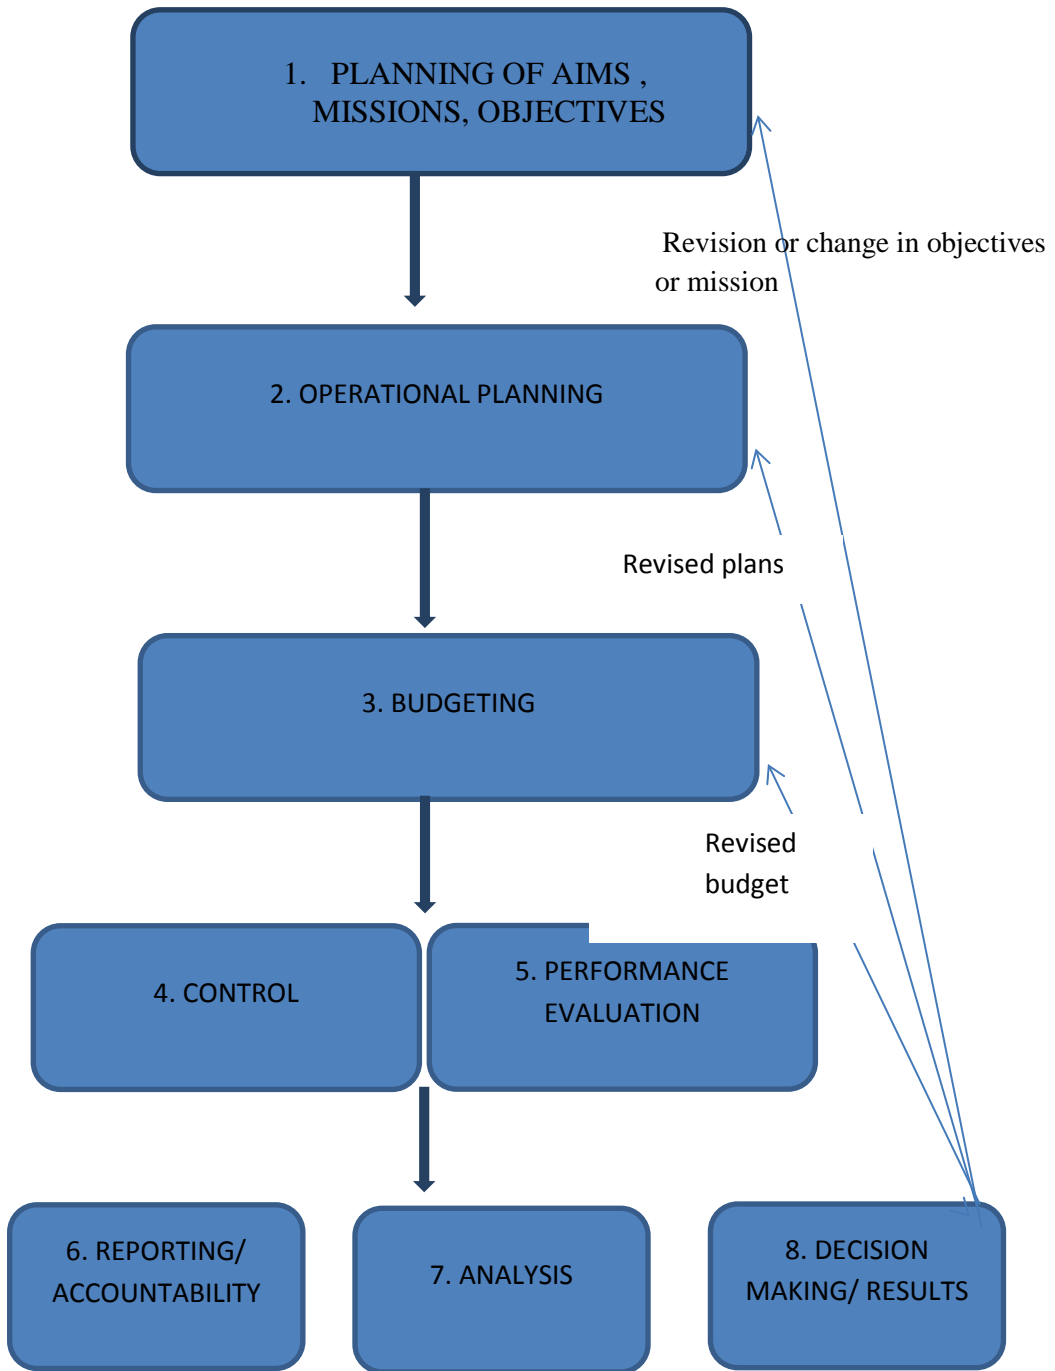 1. PLANNING OF AIMS ,
MISSIONS, OBJECTIVES
Revision or change in objectives
or mission
2. OPERATIONAL PLANNING
Revised plans
3. BUDGETING
Revised
budget
4. CONTROL
5. PERFORMANCE
EVALUATION
6. REPORTING/
ACCOUNTABILITY
7. ANALYSIS
8. DECISION
MAKING/ RESULTS